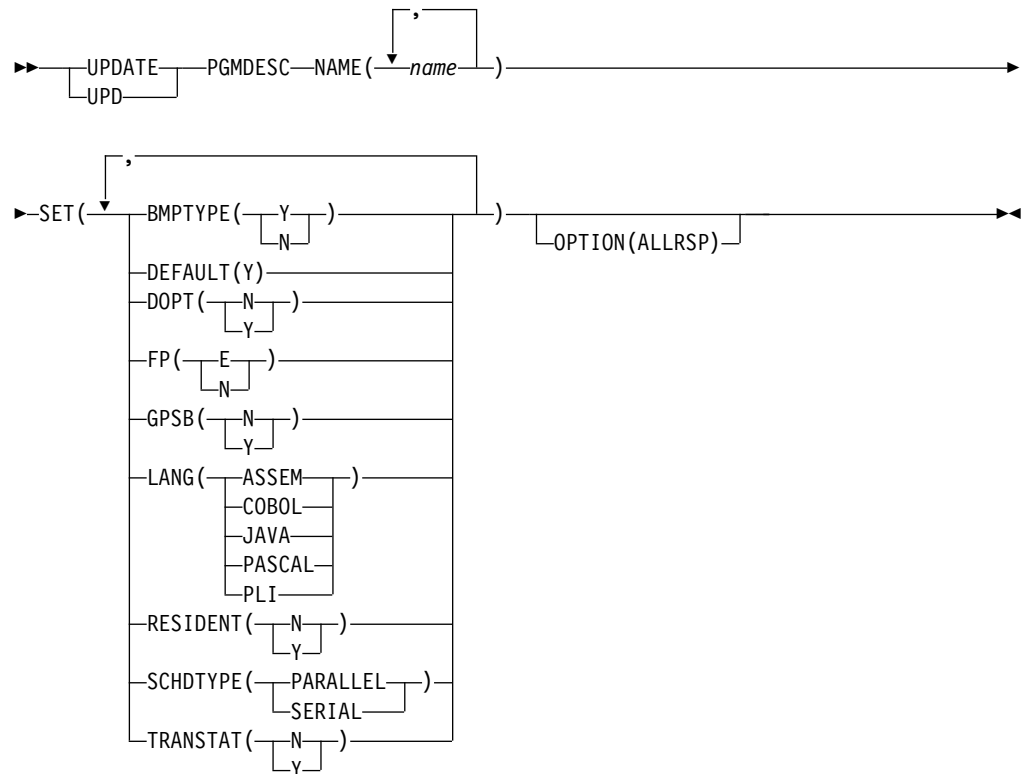 ,
►►──UPDATE──PGMDESC──NAME(──name──)──►
UPD
,
►─SET(──BMPTYPE(──Y──)──)──►◄
N
OPTION(ALLRSP)
DEFAULT(Y)
DOPT(──N──)
Y
FP(──E──)
N
GPSB(──N──)
Y
LANG(──ASSEM──)
COBOL
JAVA
PASCAL
PLI
RESIDENT(──N──)
Y
SCHDTYPE(──PARALLEL──)
SERIAL
TRANSTAT(──N──)
Y